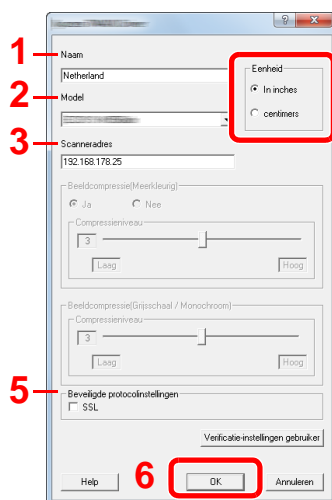 1
Naam
Netherland
Eenheid
In inches
centimers
2
Model
3
Scanneradres
192.168.178.25
Beeldcompressie(Meerkleurig)
Ja Nee
Compressieniveau
3
Laag Hoog
Beeldcompressie(Grijsschaal / Monochroom)
Compressieniveau
3
Laag Hoog
5
Beveiligde protocolinstellingen
SSL
Verificatie-instellingen gebruiker
6
Help OK Annuleren